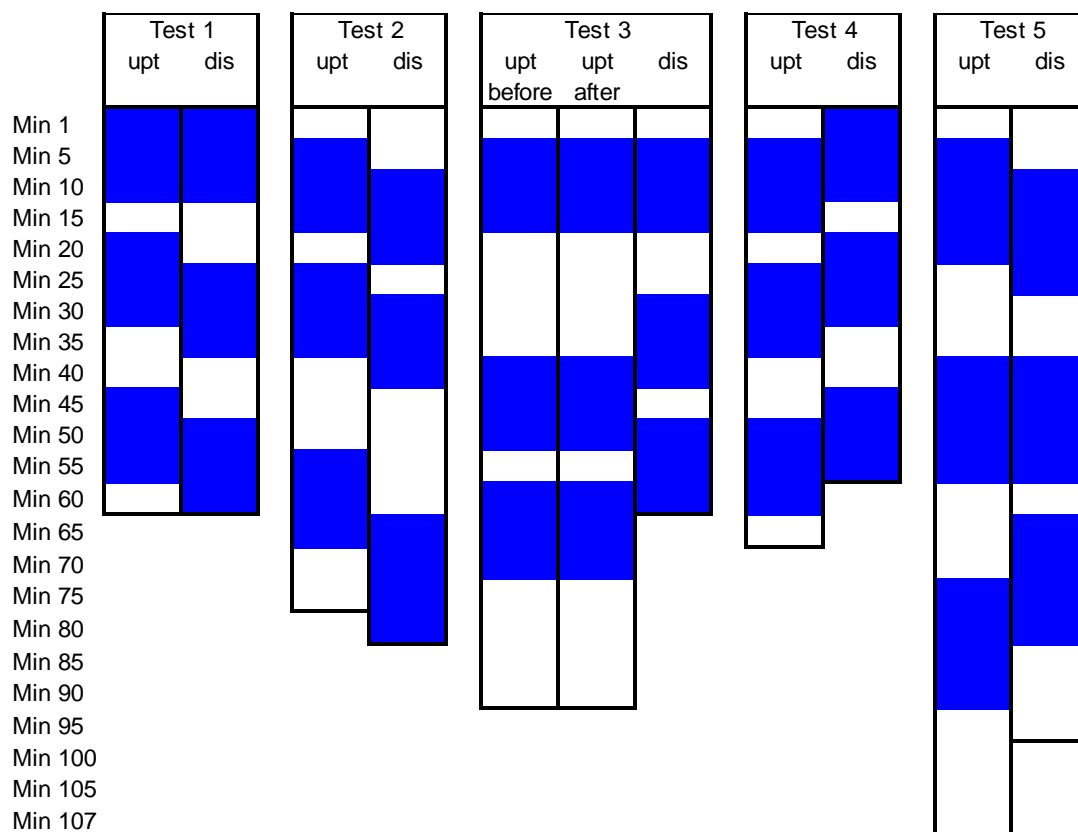 Test 1 Test 2 Test 3 Test 4 Test 5
upt dis upt dis upt upt dis upt dis upt dis
before after
Min 1
Min 5
Min 10
Min 15
Min 20
Min 25
Min 30
Min 35
Min 40
Min 45
Min 50
Min 55
Min 60
Min 65
Min 70
Min 75
Min 80
Min 85
Min 90
Min 95
Min 100
Min 105
Min 107